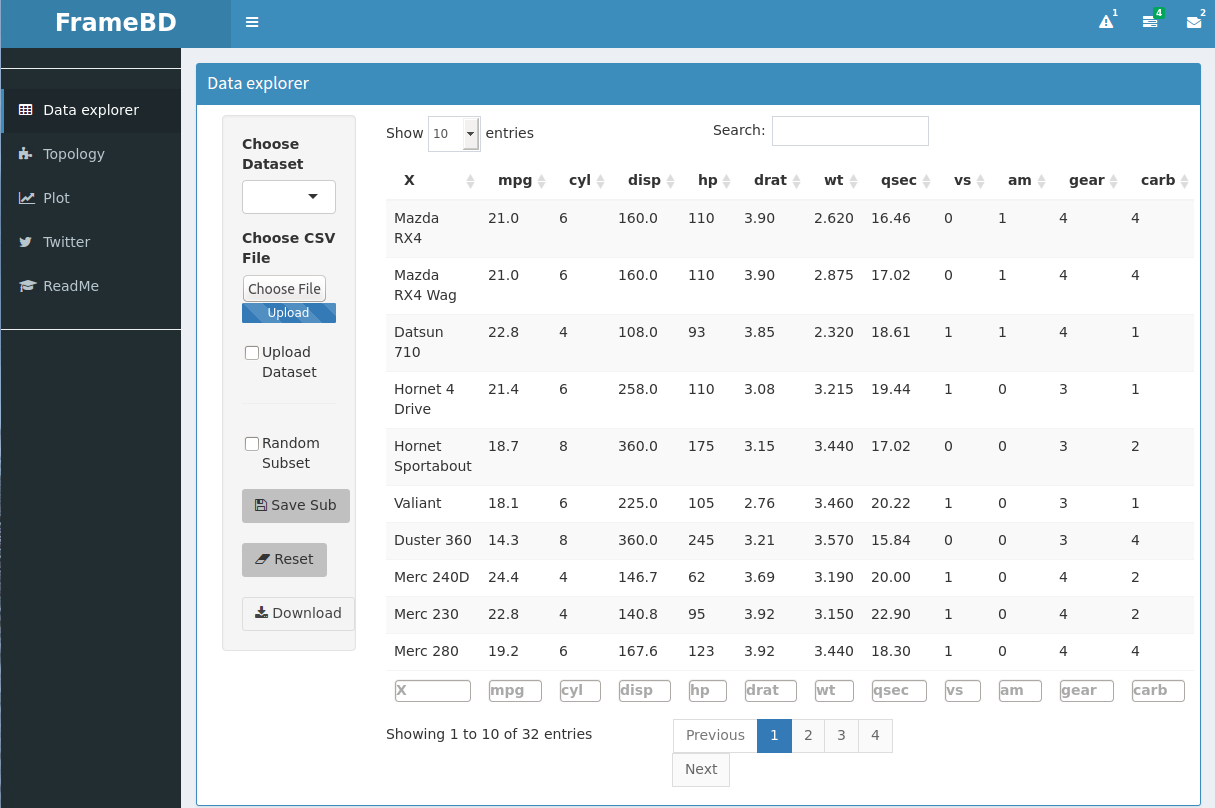 FrameBD
1
4
2
Data explorer
Topology
Plot
Twitter
ReadMe
Data explorer
Choose
Dataset
Choose CSV
File
Choose File
Upload
Upload
Dataset
Random
Subset
Save Sub
Reset
Download
Show 10 entries
Search:
X mpg cyl disp hp drat wt qsec vs am gear carb
Mazda 21.0 6 160.0 110 3.90 2.620 16.46 0 1 4 4
RX4
Mazda 21.0 6 160.0 110 3.90 2.875 17.02 0 1 4 4
RX4 Wag
Datsun 22.8 4 108.0 93 3.85 2.320 18.61 1 1 4 1
710
Hornet 4 21.4 6 258.0 110 3.08 3.215 19.44 1 0 3 1
Drive
Hornet 18.7 8 360.0 175 3.15 3.440 17.02 0 0 3 2
Sportabout
Valiant 18.1 6 225.0 105 2.76 3.460 20.22 1 0 3 1
Duster 360 14.3 8 360.0 245 3.21 3.570 15.84 0 0 3 4
Merc 240D 24.4 4 146.7 62 3.69 3.190 20.00 1 0 4 2
Merc 230 22.8 4 140.8 95 3.92 3.150 22.90 1 0 4 2
Merc 280 19.2 6 167.6 123 3.92 3.440 18.30 1 0 4 4
X mpg cyl disp hp drat wt qsec vs am gear carb
Showing 1 to 10 of 32 entries
Previous 1 2 3 4
Next